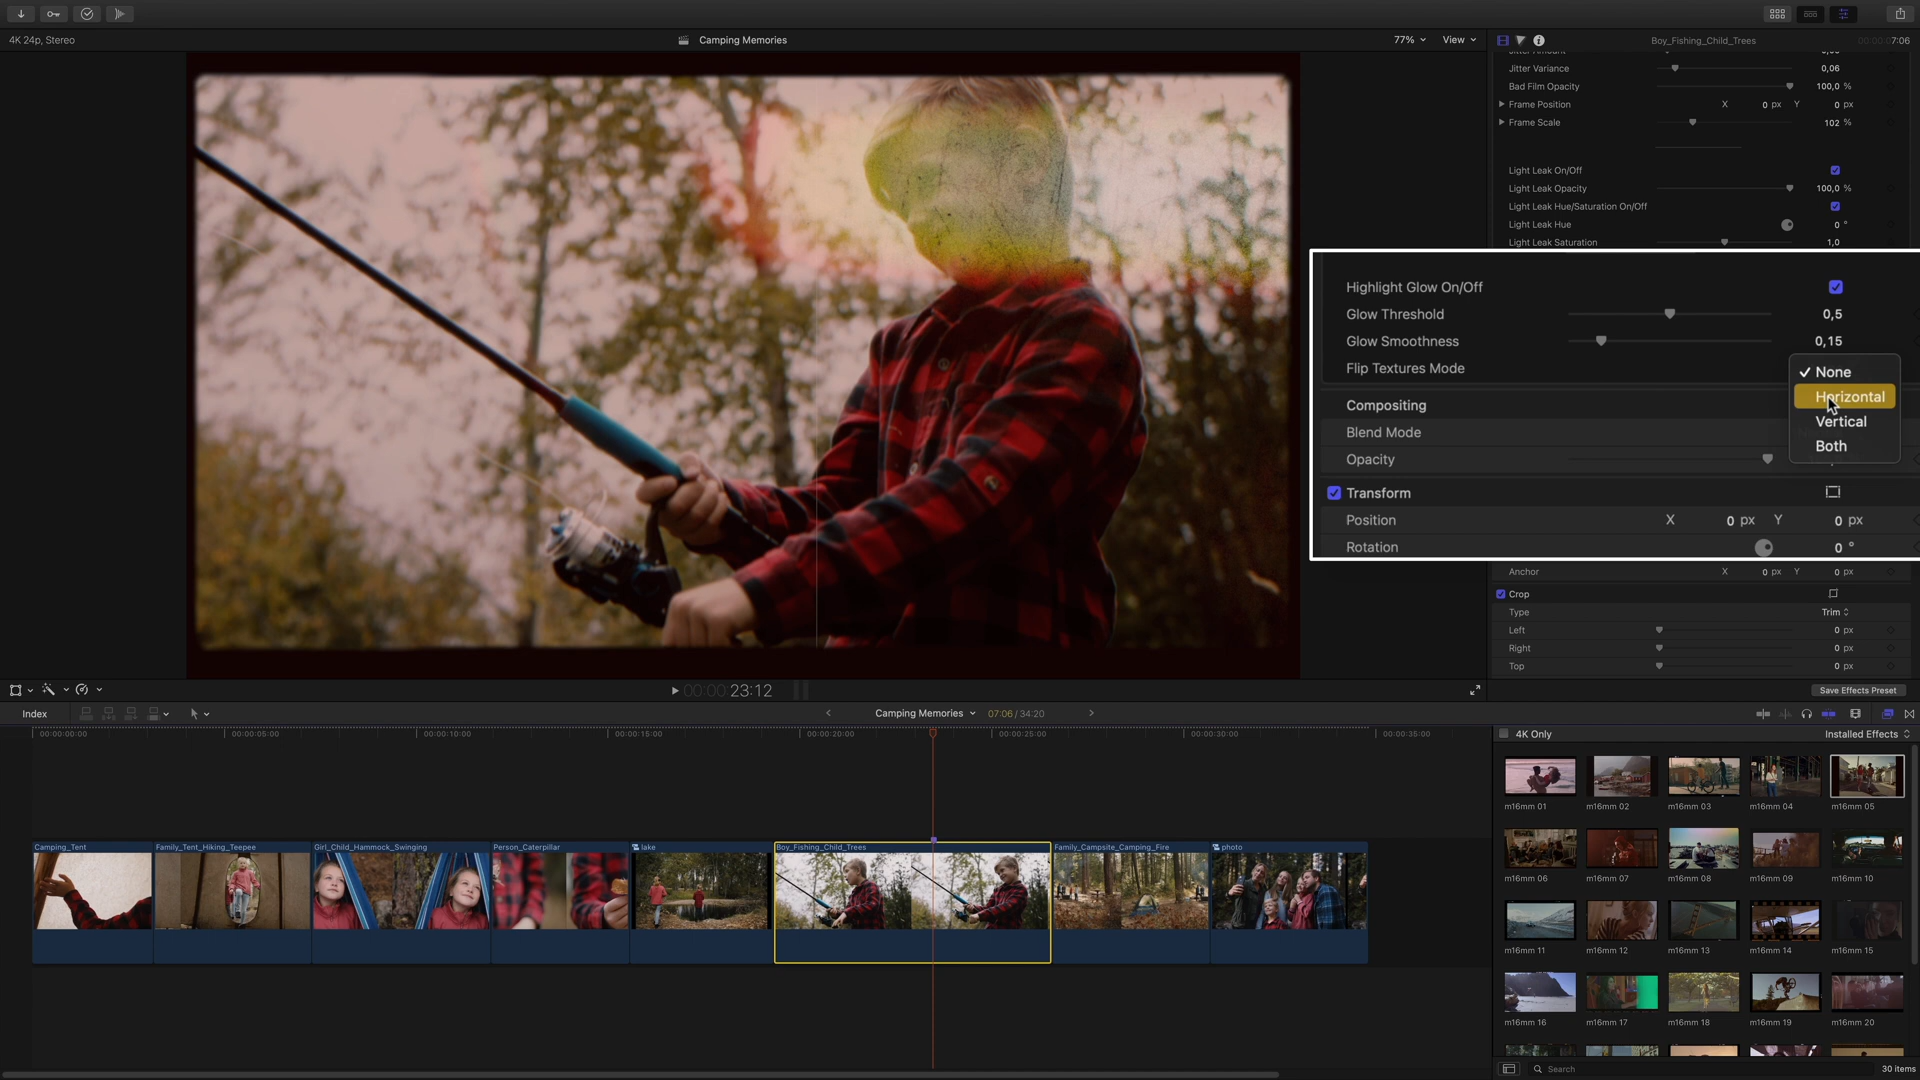 4K 24p, Stereo
Camping Memories
77%
View
Boy_Fishing_Child_Trees
00:00:07:06
Jitter Amount
Jitter Variance 0,06
Bad Film Opacity 100,0 %
Frame Position X 0 px Y 0 px
Frame Scale 102 %
Light Leak On/Off
Light Leak Opacity 100,0 %
Light Leak Hue/Saturation On/Off
Light Leak Hue 0 °
Light Leak Saturation 1,0
Highlight Glow On/Off
Glow Threshold 0,5
Glow Smoothness 0,15
Flip Textures Mode
None
Horizontal
Vertical
Both
Compositing
Blend Mode
Opacity
Transform
Position X 0 px Y 0 px
Rotation 0 °
Anchor X 0 px Y 0 px
Crop
Type Trim
Left 0 px
Right 0 px
Top 0 px
00:00:23:12
Save Effects Preset
Index
Camping Memories
07:06 / 34:20
00:00:00:00 00:00:05:00 00:00:10:00 00:00:15:00 00:00:20:00 00:00:25:00 00:00:30:00 00:00:35:00
Camping_Tent
Family_Tent_Hiking_Teepee
Girl_Child_Hammock_Swinging
Person_Caterpillar
lake
Boy_Fishing_Child_Trees
Family_Campsite_Camping_Fire
photo
4K Only
Installed Effects
m16mm 01 m16mm 02 m16mm 03 m16mm 04 m16mm 05
m16mm 06 m16mm 07 m16mm 08 m16mm 09 m16mm 10
m16mm 11 m16mm 12 m16mm 13 m16mm 14 m16mm 15
m16mm 16 m16mm 17 m16mm 18 m16mm 19 m16mm 20
Search
30 items